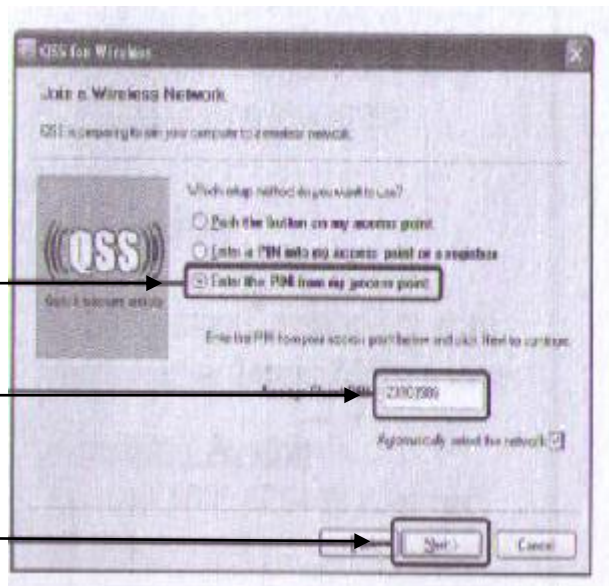 QSS for Wireless
Join a Wireless Network
QSS is preparing to join your computer to a wireless network.
Which setup method do you want to use?
Push the button on my access point
Enter a PIN into my access point or a registrar
QSS
Enter the PIN from my access point
Enter the PIN from your access point below and click Next to continue.
Automatically select the network
Next >
Cancel